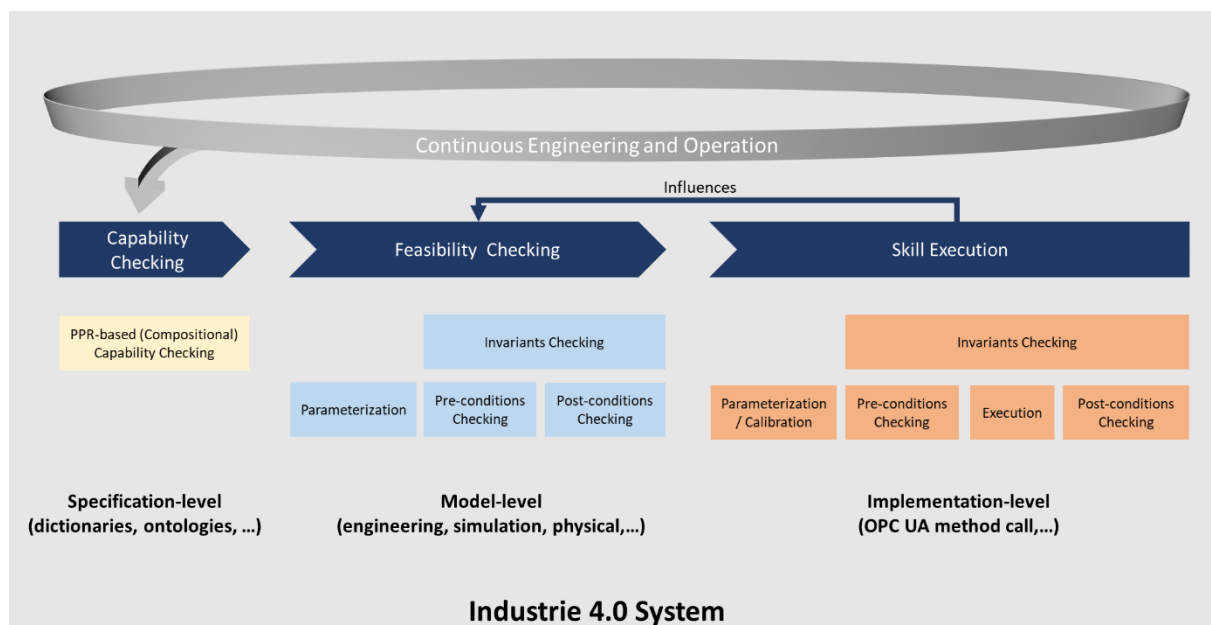 Continuous Engineering and Operation
Influences
Capability
Checking
Feasibility Checking
Skill Execution
PPR-based (Compositional)
Capability Checking
Invariants Checking
Invariants Checking
Parameterization
Pre-conditions
Checking
Post-conditions
Checking
Parameterization
/ Calibration
Pre-conditions
Checking
Execution
Post-conditions
Checking
Specification-level
(dictionaries, ontologies, …)
Model-level
(engineering, simulation, physical,…)
Implementation-level
(OPC UA method call,…)
Industrie 4.0 System